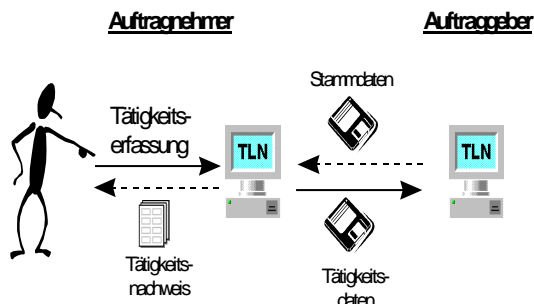 Auftragnehmer
Auftraggeber
Stammdaten
Tätigkeits-
erfassung
TLN
TLN
Tätigkeits-
nachweis
Tätigkeits-
daten